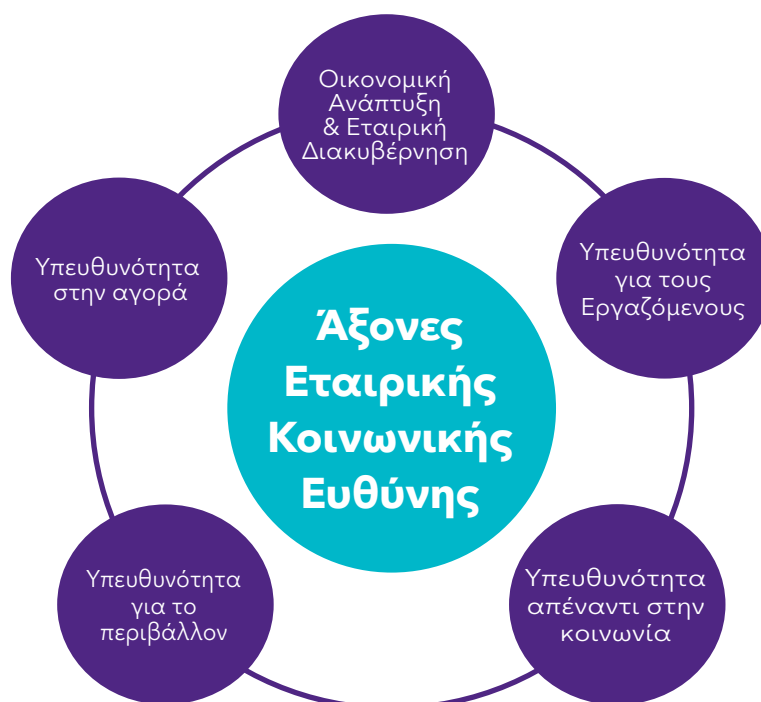 Οικονομική
Ανάπτυξη
& Εταιρική
Διακυβέρνηση
Υπευθυνότητα
στην αγορά
Υπευθυνότητα
για τους
Εργαζόμενους
Άξονες
Εταιρικής
Κοινωνικής
Ευθύνης
Υπευθυνότητα
για το
περιβάλλον
Υπευθυνότητα
απέναντι στην
κοινωνία